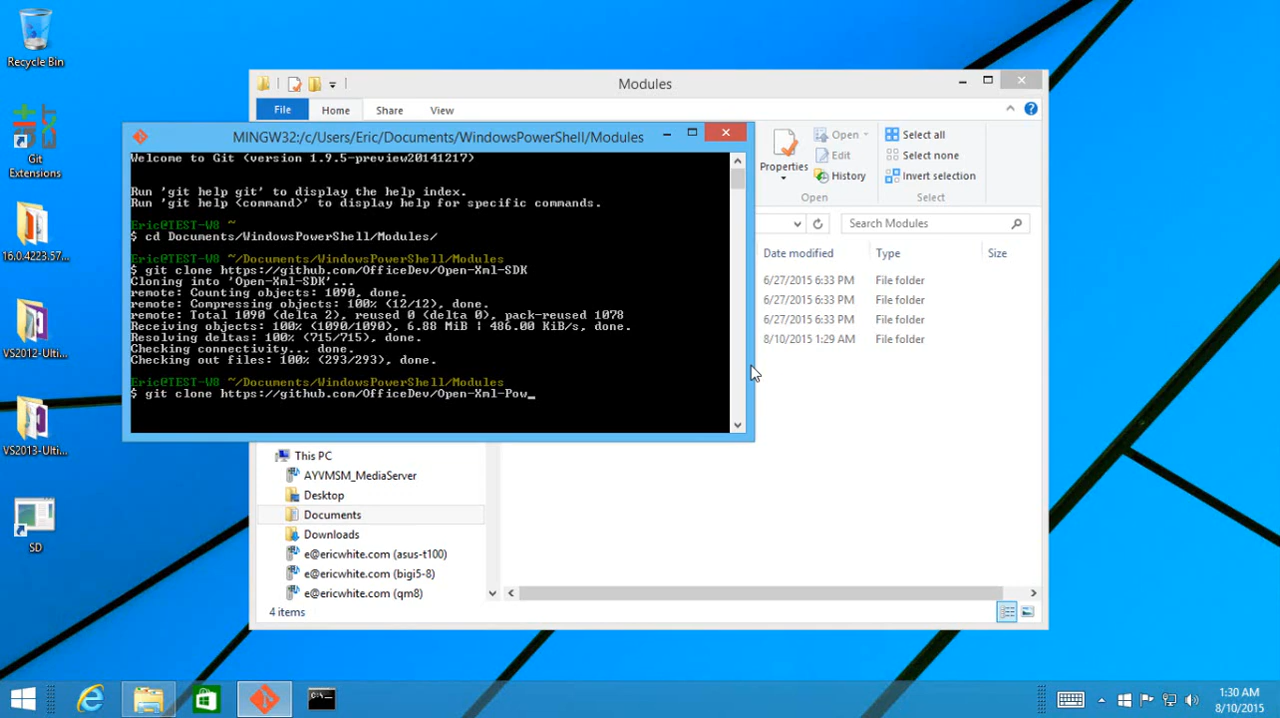 Recycle Bin
Git
Extensions
16.0.4223.57...
VS2012-Ulti...
VS2013-Ulti...
SD
Modules
File
Home
Share
View
Properties
Open
Edit
History
Open
Select all
Select none
Invert selection
Select
Search Modules
Date modified
Type
Size
6/27/2015 6:33 PM File folder
6/27/2015 6:33 PM File folder
6/27/2015 6:33 PM File folder
8/10/2015 1:29 AM File folder
MINGW32:/c/Users/Eric/Documents/WindowsPowerShell/Modules
Welcome to Git (version 1.9.5-preview20141217)
Run 'git help git' to display the help index.
Run 'git help <command>' to display help for specific commands.
Eric@TEST-W8 ~
$ cd Documents/WindowsPowerShell/Modules/
Eric@TEST-W8 ~/Documents/WindowsPowerShell/Modules
$ git clone https://github.com/OfficeDev/Open-Xml-SDK
Cloning into 'Open-Xml-SDK'...
remote: Counting objects: 1090, done.
remote: Compressing objects: 100% (12/12), done.
remote: Total 1090 (delta 2), reused 0 (delta 0), pack-reused 1078
Receiving objects: 100% (1090/1090), 6.88 MiB | 486.00 KiB/s, done.
Resolving deltas: 100% (715/715), done.
Checking connectivity... done.
Checking out files: 100% (293/293), done.
Eric@TEST-W8 ~/Documents/WindowsPowerShell/Modules
$ git clone https://github.com/OfficeDev/Open-Xml-Pow_
This PC
AYVMSM_MediaServer
Desktop
Documents
Downloads
e@ericwhite.com (asus-t100)
e@ericwhite.com (bigi5-8)
e@ericwhite.com (qm8)
4 items
1:30 AM
8/10/2015